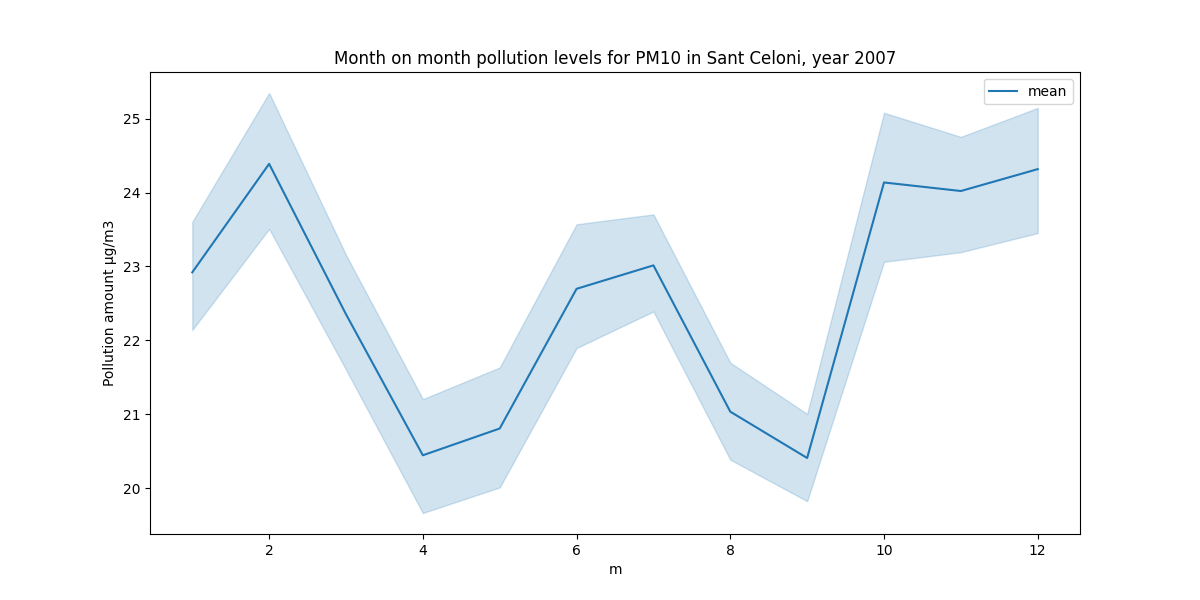 Month on month pollution levels for PM10 in Sant Celoni, year 2007
mean
Pollution amount µg/m3
25
24
23
22
21
20
2 4 6 8 10 12
m